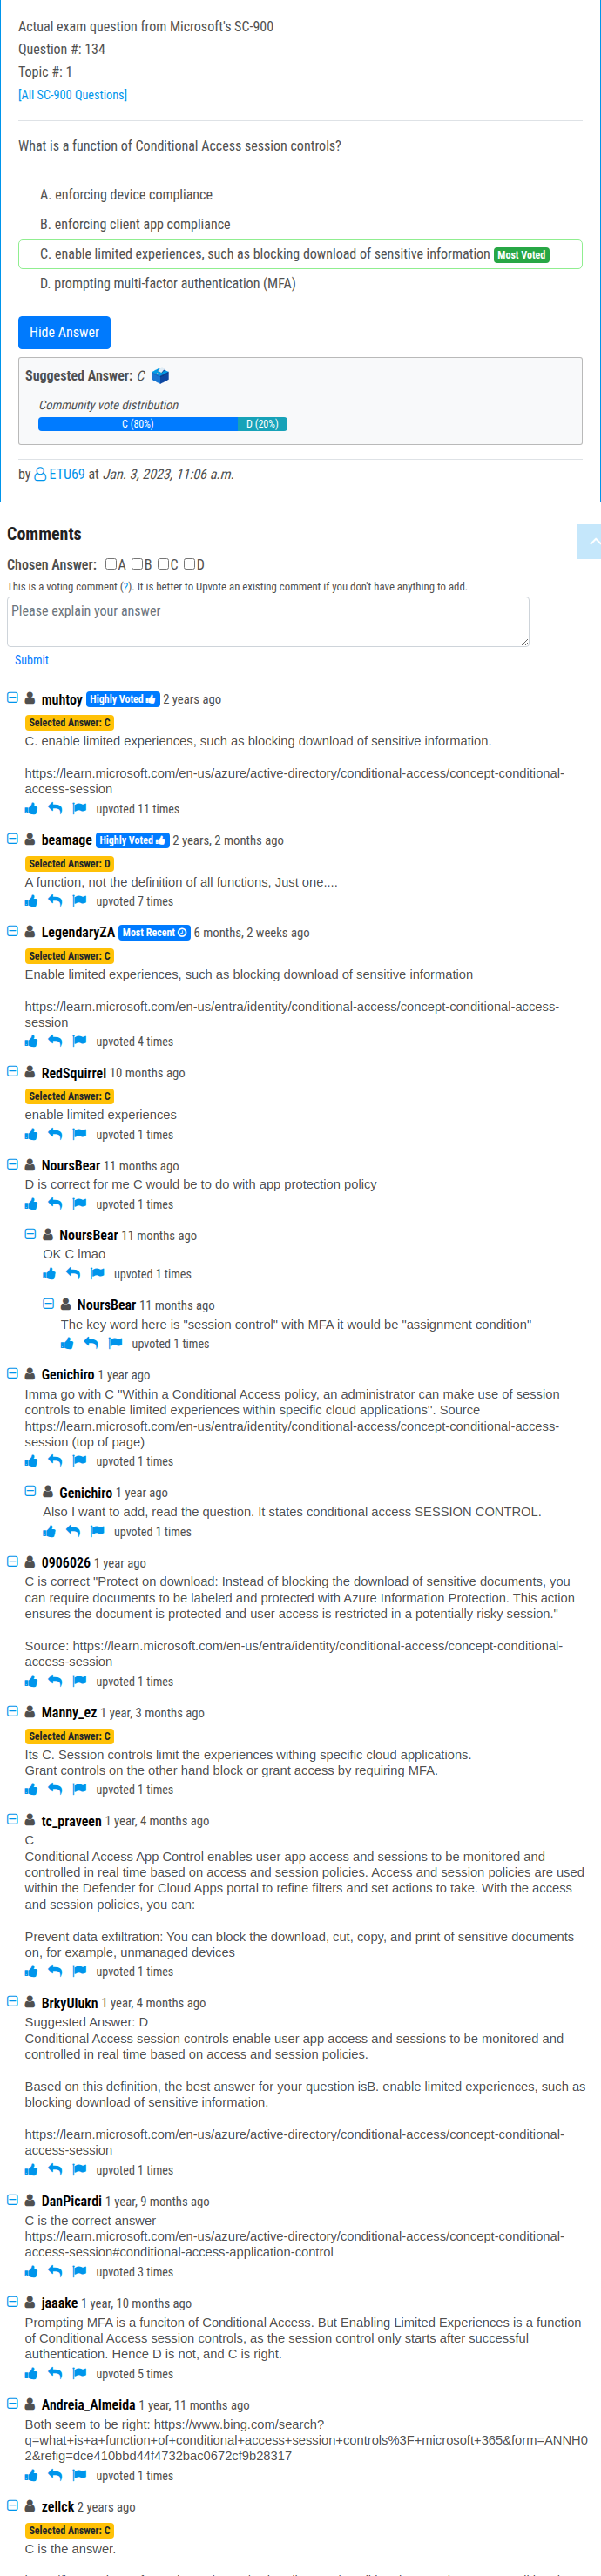 Actual exam question from Microsoft's SC-900
Question #: 134
Topic #: 1
[All SC-900 Questions]
What is a function of Conditional Access session controls?
A. enforcing device compliance
B. enforcing client app compliance
C. enable limited experiences, such as blocking download of sensitive information Most Voted
D. prompting multi-factor authentication (MFA)
Hide Answer
Suggested Answer: C
Community vote distribution
C (80%) D (20%)
by ETU69 at Jan. 3, 2023, 11:06 a.m.
Comments
Chosen Answer: A B C D
This is a voting comment (?). It is better to Upvote an existing comment if you don't have anything to add.
Please explain your answer
Submit
muhtoy Highly Voted 2 years ago
Selected Answer: C
C. enable limited experiences, such as blocking download of sensitive information.
https://learn.microsoft.com/en-us/azure/active-directory/conditional-access/concept-conditional-
access-session
upvoted 11 times
beamage Highly Voted 2 years, 2 months ago
Selected Answer: D
A function, not the definition of all functions, Just one....
upvoted 7 times
LegendaryZA Most Recent 6 months, 2 weeks ago
Selected Answer: C
Enable limited experiences, such as blocking download of sensitive information
https://learn.microsoft.com/en-us/entra/identity/conditional-access/concept-conditional-access-
session
upvoted 4 times
RedSquirrel 10 months ago
Selected Answer: C
enable limited experiences
upvoted 1 times
NoursBear 11 months ago
D is correct for me C would be to do with app protection policy
upvoted 1 times
NoursBear 11 months ago
OK C lmao
upvoted 1 times
NoursBear 11 months ago
The key word here is "session control" with MFA it would be "assignment condition"
upvoted 1 times
Genichiro 1 year ago
Imma go with C "Within a Conditional Access policy, an administrator can make use of session
controls to enable limited experiences within specific cloud applications". Source
https://learn.microsoft.com/en-us/entra/identity/conditional-access/concept-conditional-access-
session (top of page)
upvoted 1 times
Genichiro 1 year ago
Also I want to add, read the question. It states conditional access SESSION CONTROL.
upvoted 1 times
0906026 1 year ago
C is correct "Protect on download: Instead of blocking the download of sensitive documents, you
can require documents to be labeled and protected with Azure Information Protection. This action
ensures the document is protected and user access is restricted in a potentially risky session."
Source: https://learn.microsoft.com/en-us/entra/identity/conditional-access/concept-conditional-
access-session
upvoted 1 times
Manny_ez 1 year, 3 months ago
Selected Answer: C
Its C. Session controls limit the experiences withing specific cloud applications.
Grant controls on the other hand block or grant access by requiring MFA.
upvoted 1 times
tc_praveen 1 year, 4 months ago
C
Conditional Access App Control enables user app access and sessions to be monitored and
controlled in real time based on access and session policies. Access and session policies are used
within the Defender for Cloud Apps portal to refine filters and set actions to take. With the access
and session policies, you can:
Prevent data exfiltration: You can block the download, cut, copy, and print of sensitive documents
on, for example, unmanaged devices
upvoted 1 times
BrkyUlukn 1 year, 4 months ago
Suggested Answer: D
Conditional Access session controls enable user app access and sessions to be monitored and
controlled in real time based on access and session policies.
Based on this definition, the best answer for your question isB. enable limited experiences, such as
blocking download of sensitive information.
https://learn.microsoft.com/en-us/azure/active-directory/conditional-access/concept-conditional-
access-session
upvoted 1 times
DanPicardi 1 year, 9 months ago
C is the correct answer
https://learn.microsoft.com/en-us/azure/active-directory/conditional-access/concept-conditional-
access-session#conditional-access-application-control
upvoted 3 times
jaaake 1 year, 10 months ago
Prompting MFA is a funciton of Conditional Access. But Enabling Limited Experiences is a function
of Conditional Access session controls, as the session control only starts after successful
authentication. Hence D is not, and C is right.
upvoted 5 times
Andreia_Almeida 1 year, 11 months ago
Both seem to be right: https://www.bing.com/search?
q=what+is+a+function+of+conditional+access+session+controls%3F+microsoft+365&form=ANNH0
2&refig=dce410bbd44f4732bac0672cf9b28317
upvoted 1 times
zellck 2 years ago
Selected Answer: C
C is the answer.